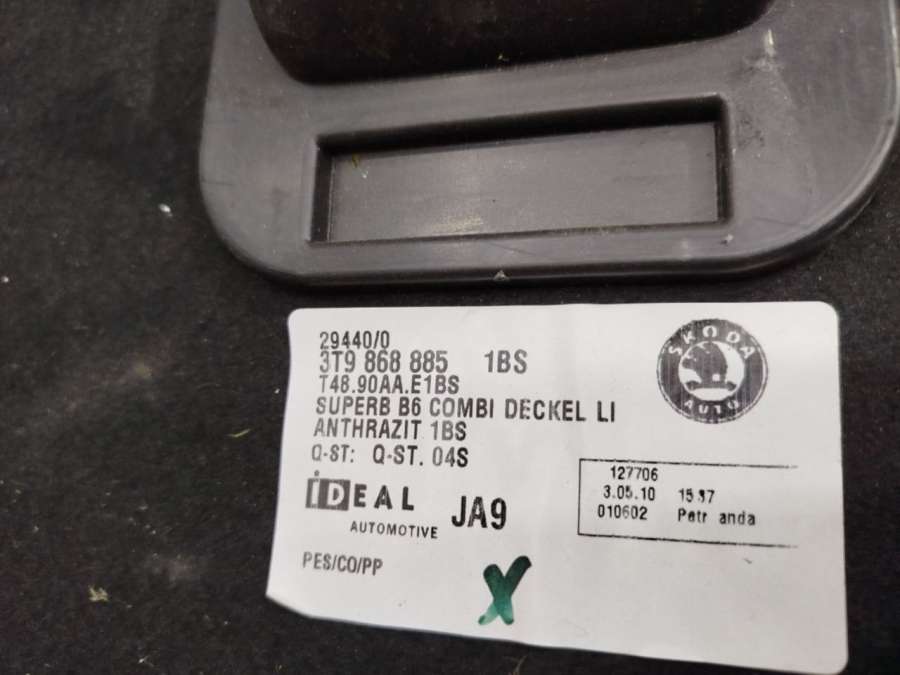 29440/0
3T9 868 885 1BS
T48.90AA.E1BS
SUPERB B6 COMBI DECKEL LI
ANTHRAZIT 1BS
Q-ST: Q-ST. 04S
ŠKODA
AUTO
127706
3.05.10 15:37
010602 Petr anda
IDEAL
AUTOMOTIVE
JA9
PES/CO/PP
X